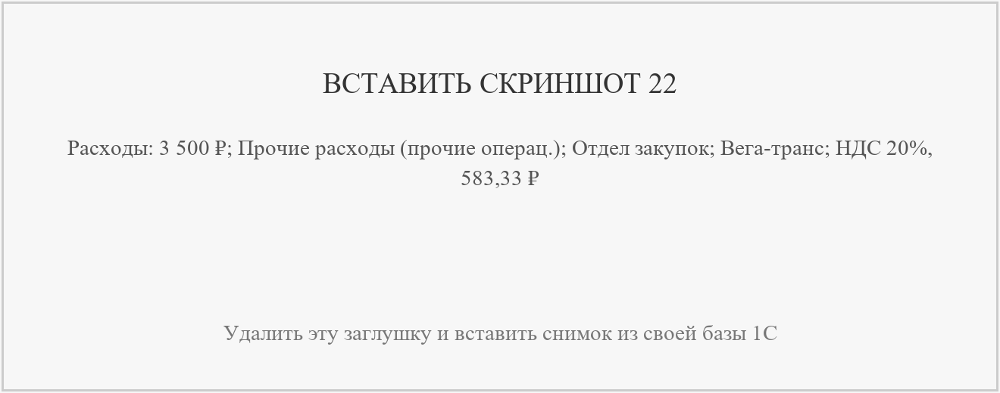 ВСТАВИТЬ СКРИНШОТ 22
Расходы: 3 500 ₽; Прочие расходы (прочие операц.); Отдел закупок; Вега-транс; НДС 20%,
583,33 ₽
Удалить эту заглушку и вставить снимок из своей базы 1С